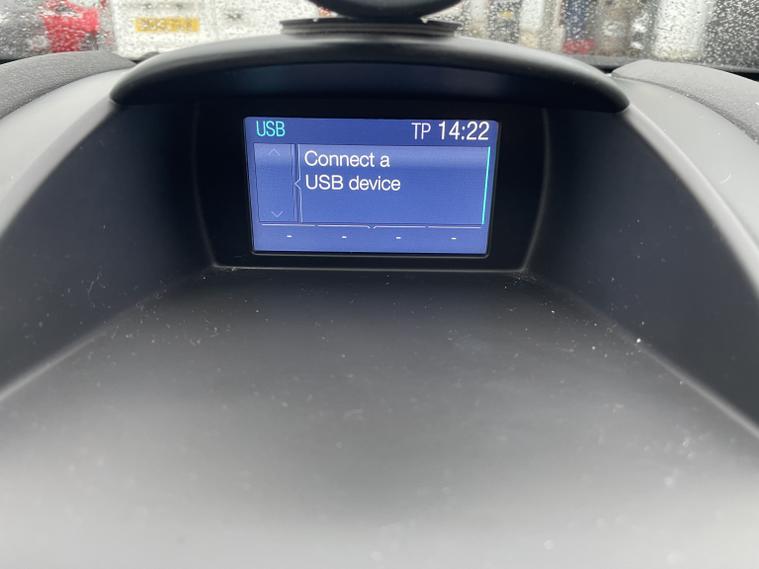 USB
TP 14:22
Connect a
USB device